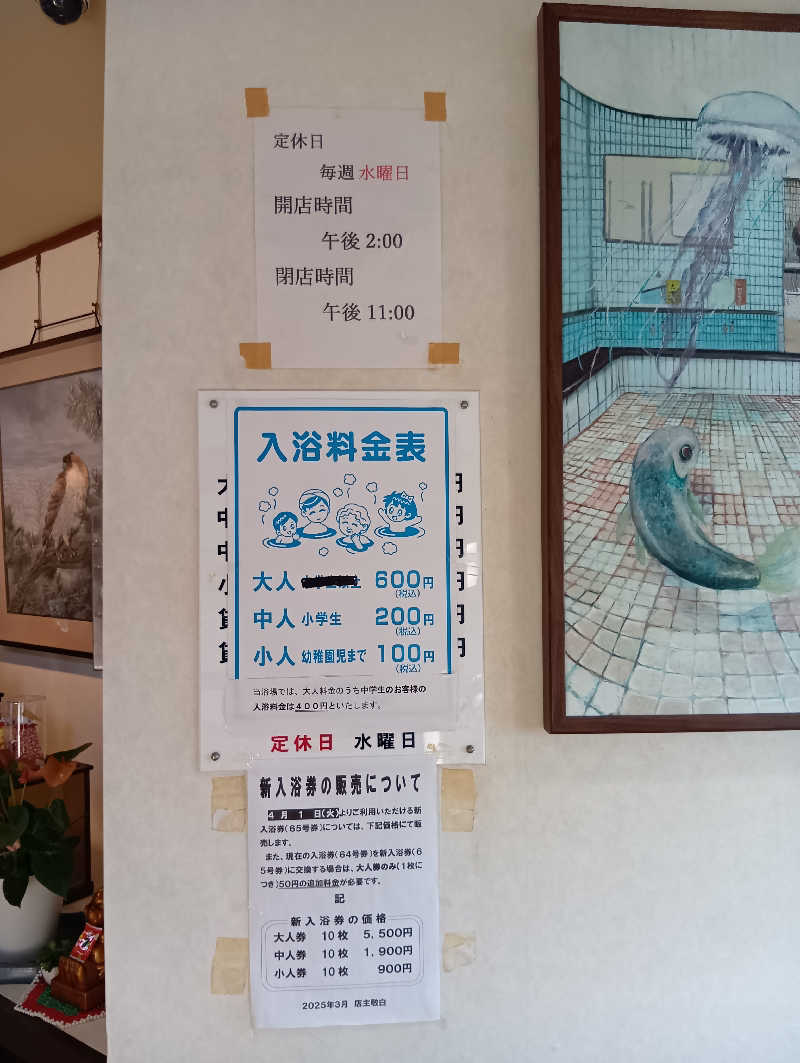 定休日
毎週 水曜日
開店時間
午後 2:00
閉店時間
午後 11:00
入浴料金表
大人 600円
(税込)
中人 小学生 200円
(税込)
小人 幼稚園児まで 100円
(税込)
当浴場では、大人料金のうち中学生のお客様の
入浴料金は400円といたします。
定休日 水曜日
新入浴券の販売について
4月1日(火)よりご利用いただける新
入浴券(65号券)については、下記価格にて販
売します。
また、現在の入浴券(64号券)を新入浴券(6
5号券)に交換する場合は、大人券のみ(1枚に
つき)50円の追加料金が必要です。
記
新入浴券の価格
大人券 10枚 5,500円
中人券 10枚 1,900円
小人券 10枚 900円
2025年3月 店主敬白